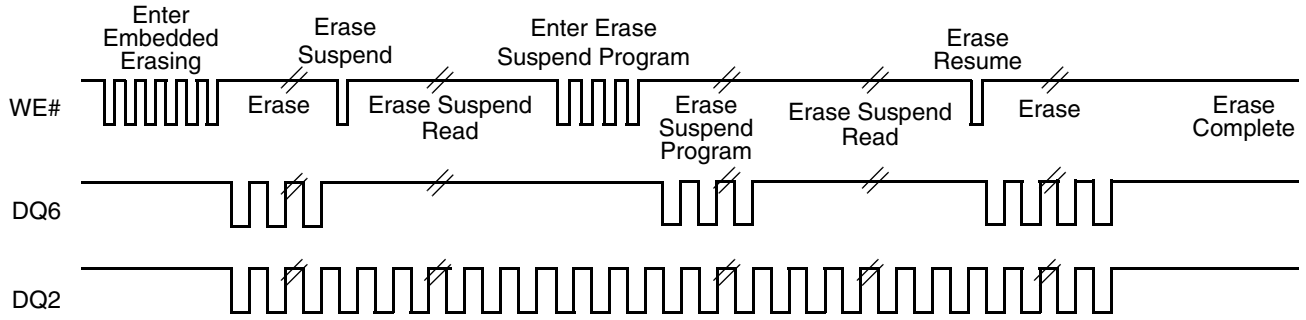 Enter
Embedded
Erasing
Erase
Suspend
Enter Erase
Suspend Program
Erase
Resume
WE#
Erase
Erase Suspend
Read
Erase
Suspend
Program
Erase Suspend
Read
Erase
Erase
Complete
DQ6
DQ2